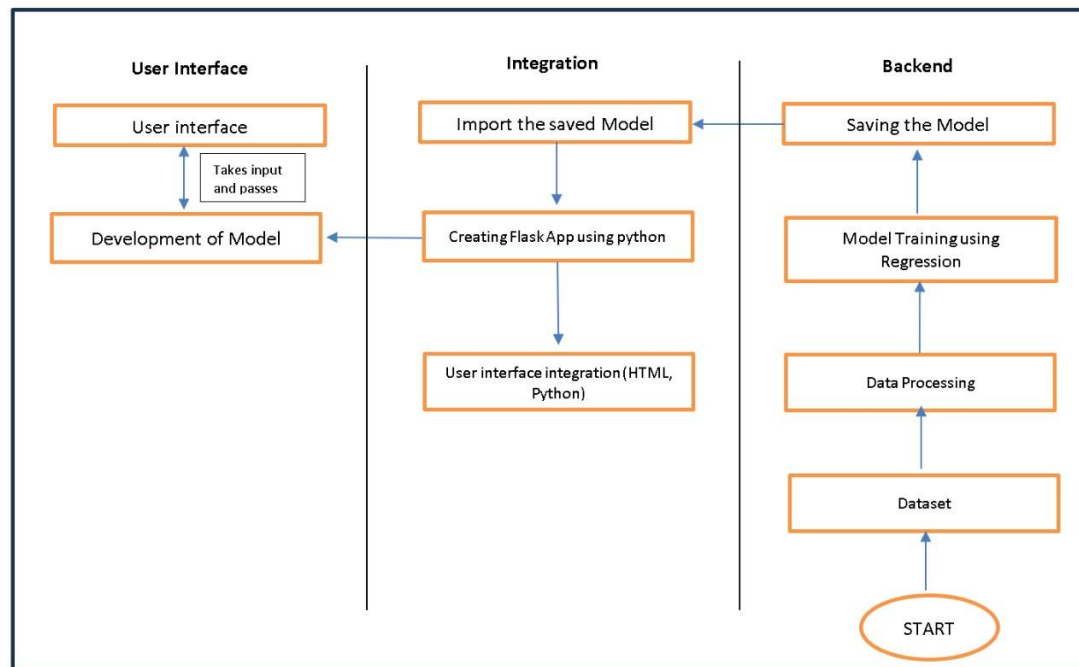 User Interface
Integration
Backend
User interface
Import the saved Model
Saving the Model
Takes input
and passes
Development of Model
Creating Flask App using python
Model Training using
Regression
User interface integration (HTML,
Python)
Data Processing
Dataset
START